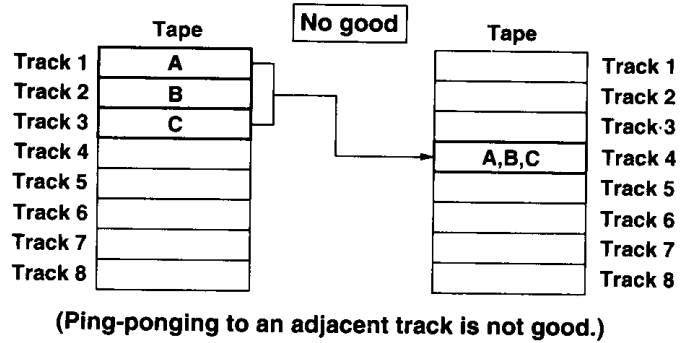 No good
Tape
Tape
Track 1
A
Track 1
Track 2
B
Track 2
Track 3
C
Track 3
Track 4
A,B,C
Track 4
Track 5
Track 5
Track 6
Track 6
Track 7
Track 7
Track 8
Track 8
(Ping-ponging to an adjacent track is not good.)